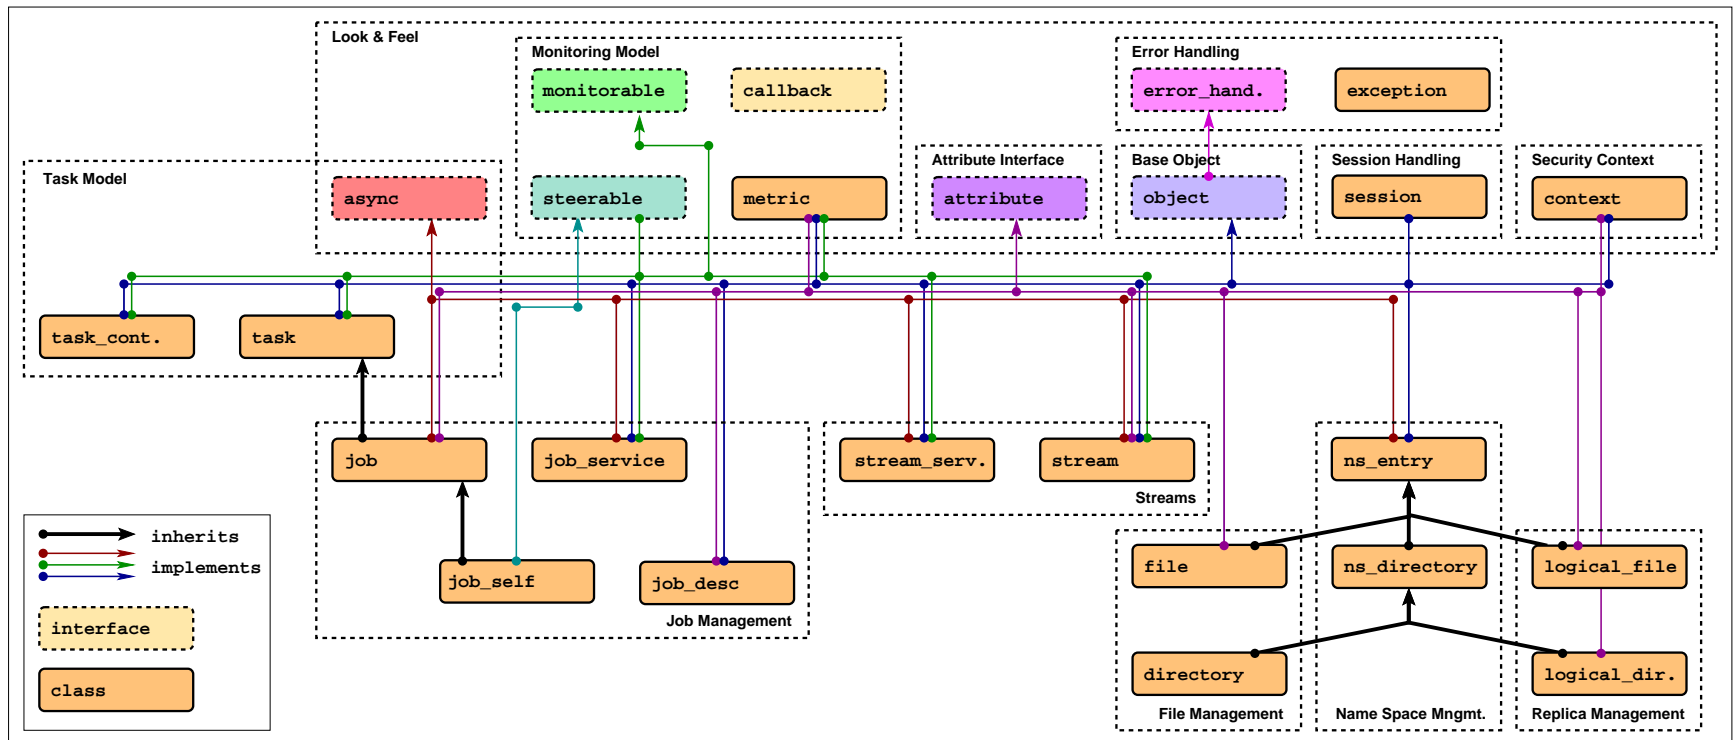 Look & Feel
Monitoring Model
Error Handling
monitorable
callback
error_hand.
exception
Task Model
Attribute Interface
Base Object
Session Handling
Security Context
async
steerable
metric
attribute
object
session
context
task_cont.
task
job
job_service
stream_serv.
stream
ns_entry
Streams
inherits
implements
job_self
job_desc
file
ns_directory
logical_file
interface
Job Management
class
directory
logical_dir.
File Management
Name Space Mngmt.
Replica Management